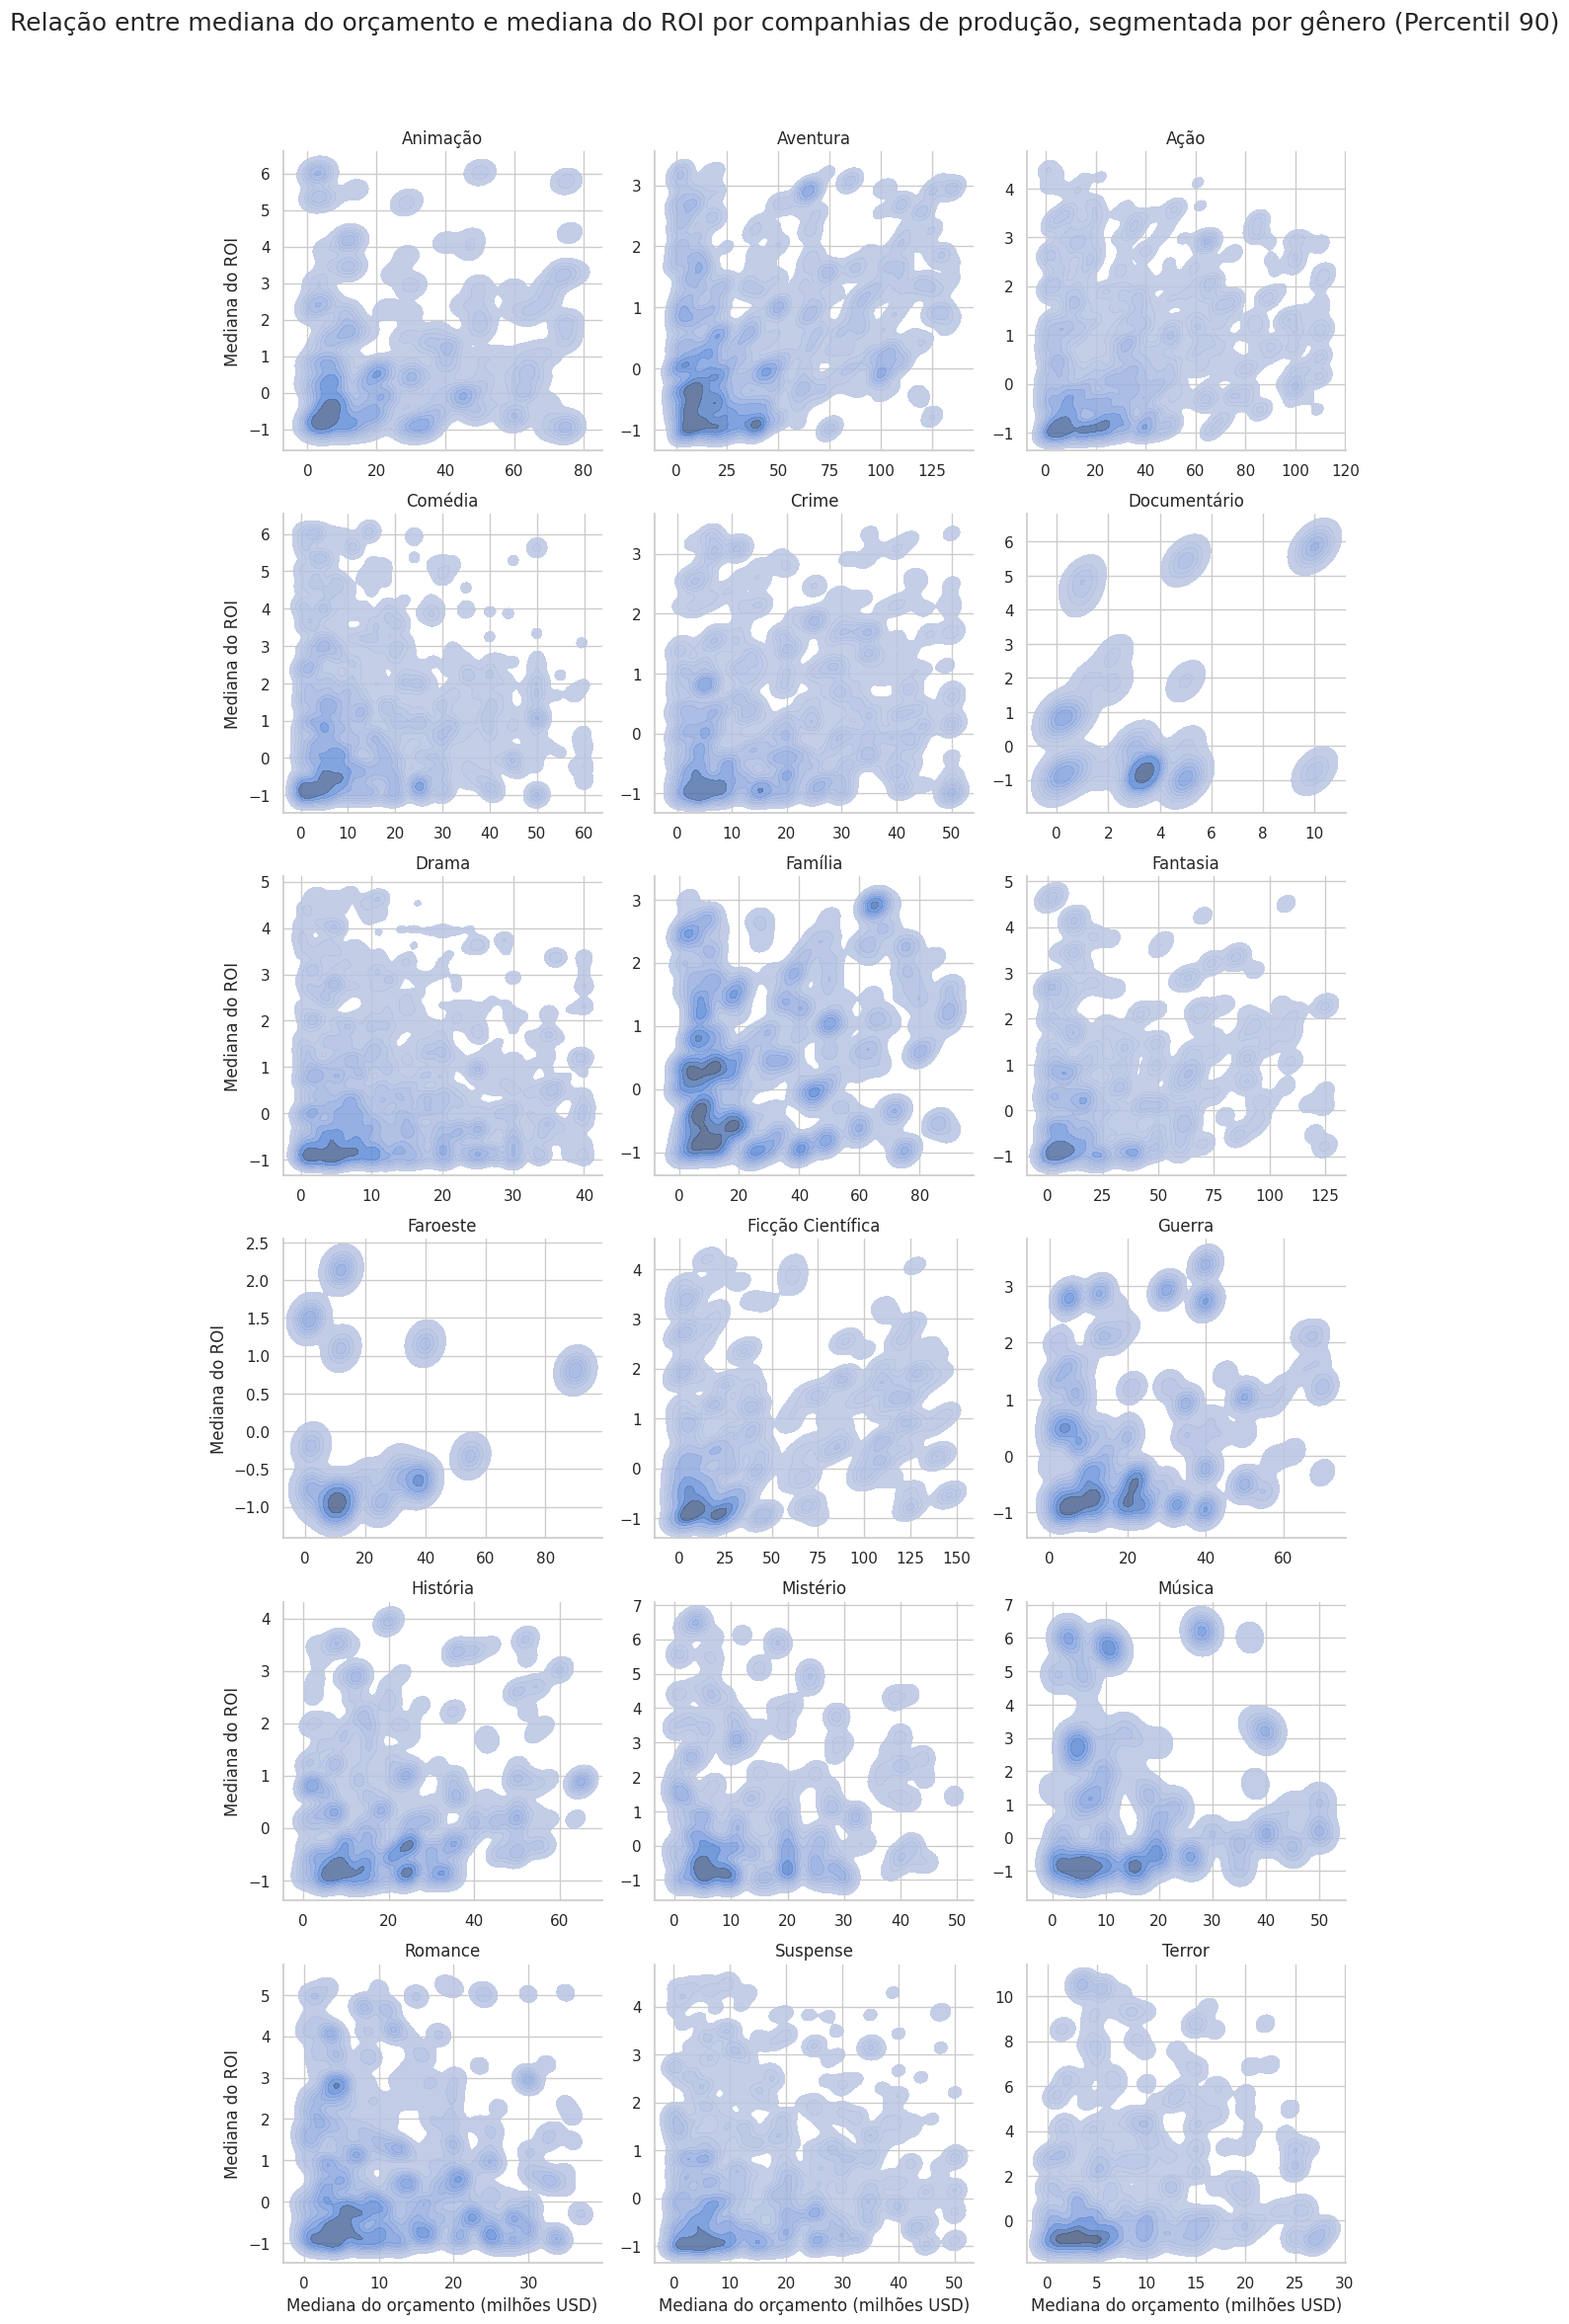 Relação entre mediana do orçamento e mediana do ROI por companhias de produção, segmentada por gênero (Percentil 90)
Animação
Aventura
Ação
Mediana do ROI
6
5
4
3
2
1
0
−1
0 20 40 60 80
3
2
1
0
−1
0 25 50 75 100 125
4
3
2
1
0
−1
0 20 40 60 80 100 120
Comédia
Crime
Documentário
Mediana do ROI
6
5
4
3
2
1
0
−1
0 10 20 30 40 50 60
3
2
1
0
−1
0 10 20 30 40 50
6
5
4
3
2
1
0
−1
0 2 4 6 8 10
Drama
Família
Fantasia
Mediana do ROI
5
4
3
2
1
0
−1
0 10 20 30 40
3
2
1
0
−1
0 20 40 60 80
5
4
3
2
1
0
−1
0 25 50 75 100 125
Faroeste
Ficção Científica
Guerra
Mediana do ROI
2.5
2.0
1.5
1.0
0.5
0.0
−0.5
−1.0
0 20 40 60 80
4
3
2
1
0
−1
0 25 50 75 100 125 150
3
2
1
0
−1
0 20 40 60
História
Mistério
Música
Mediana do ROI
4
3
2
1
0
−1
0 20 40 60
7
6
5
4
3
2
1
0
−1
0 10 20 30 40 50
7
6
5
4
3
2
1
0
−1
0 10 20 30 40 50
Romance
Suspense
Terror
Mediana do ROI
5
4
3
2
1
0
−1
0 10 20 30
Mediana do orçamento (milhões USD)
4
3
2
1
0
−1
0 10 20 30 40 50
Mediana do orçamento (milhões USD)
10
8
6
4
2
0
0 5 10 15 20 25 30
Mediana do orçamento (milhões USD)